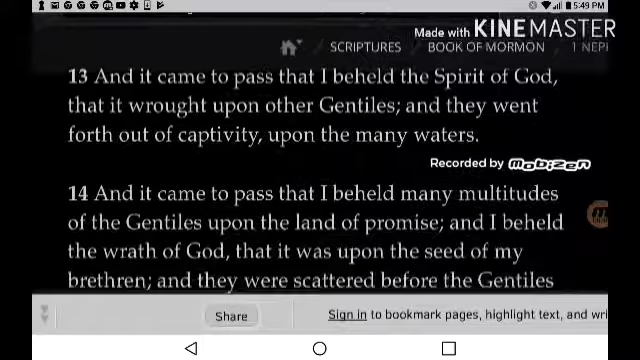 5:49 PM
Made with KINEMASTER
SCRIPTURES / BOOK OF MORMON / 1 NEPH
13 And it came to pass that I beheld the Spirit of God,
that it wrought upon other Gentiles; and they went
forth out of captivity, upon the many waters.
Recorded by mobizen
14 And it came to pass that I beheld many multitudes
of the Gentiles upon the land of promise; and I beheld
the wrath of God, that it was upon the seed of my
brethren; and they were scattered before the Gentiles
Share
Sign in to bookmark pages, highlight text, and wri